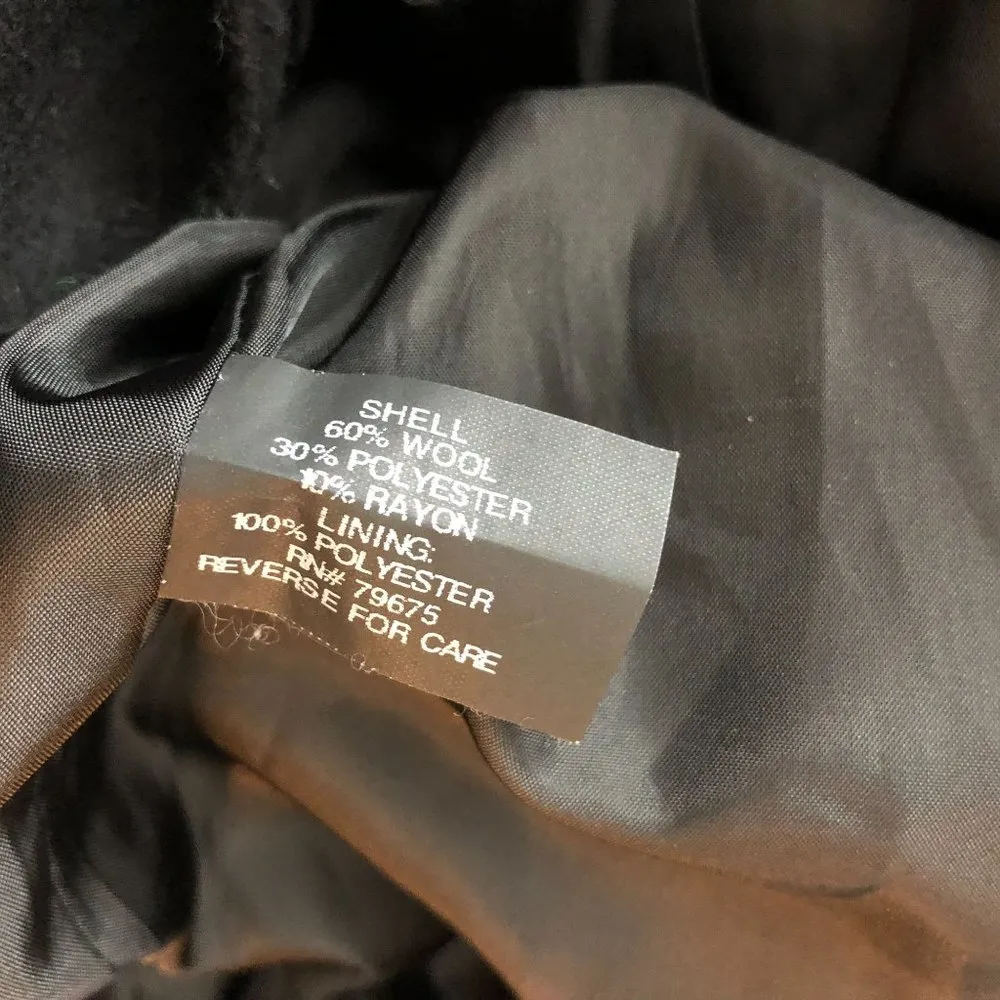 SHELL
60% WOOL
30% POLYESTER
10% RAYON
LINING:
100% POLYESTER
RN# 79675
REVERSE FOR CARE